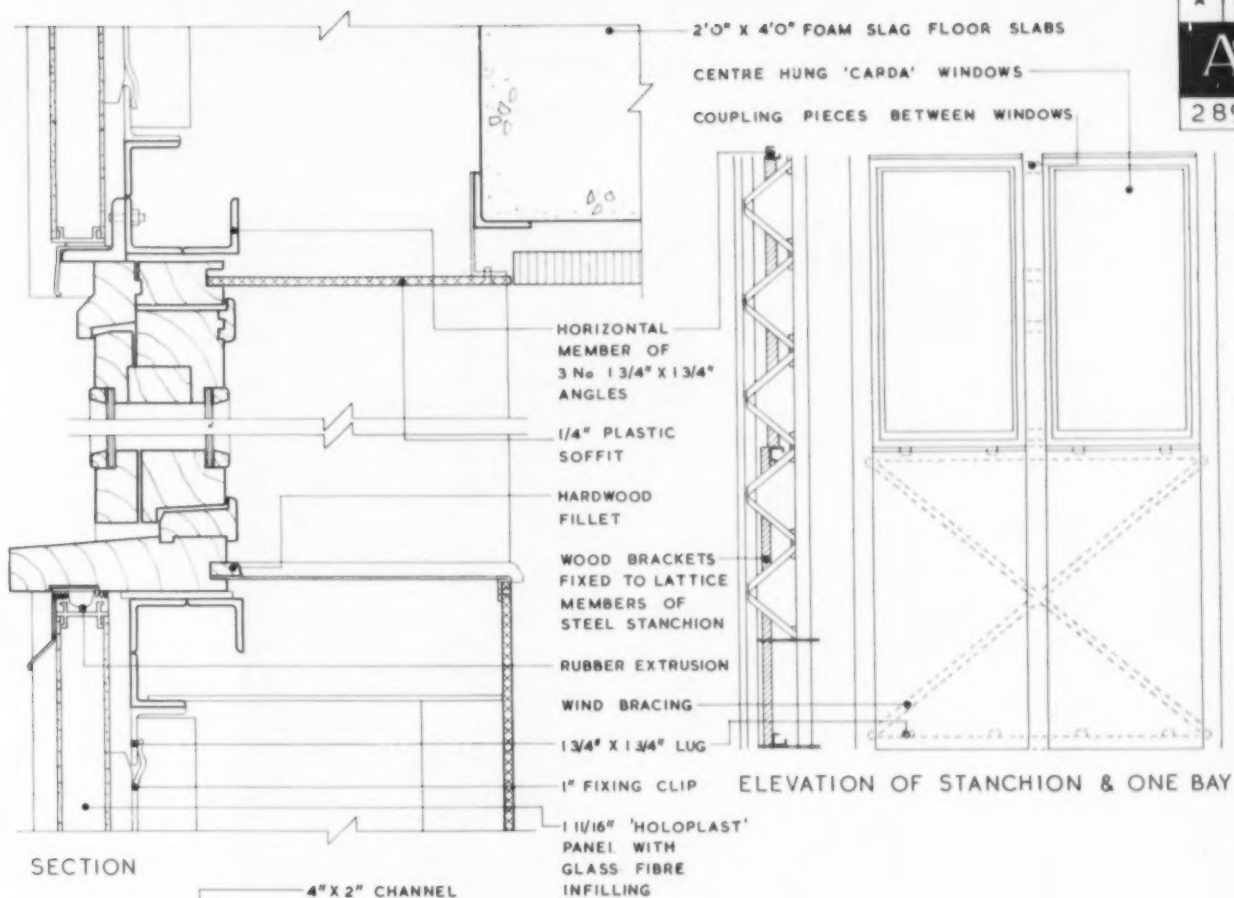 2'0" X 4'0" FOAM SLAG FLOOR SLABS
CENTRE HUNG 'CARDA' WINDOWS
COUPLING PIECES BETWEEN WINDOWS
A
289
HORIZONTAL
MEMBER OF
3 No 1 3/4" X 1 3/4"
ANGLES
1/4" PLASTIC
SOFFIT
HARDWOOD
FILLET
WOOD BRACKETS
FIXED TO LATTICE
MEMBERS OF
STEEL STANCHION
RUBBER EXTRUSION
WIND BRACING
1 3/4" X 1 3/4" LUG
1" FIXING CLIP
1 11/16" 'HOLOPLAST'
PANEL WITH
GLASS FIBRE
INFILLING
ELEVATION OF STANCHION & ONE BAY
SECTION
4" X 2" CHANNEL